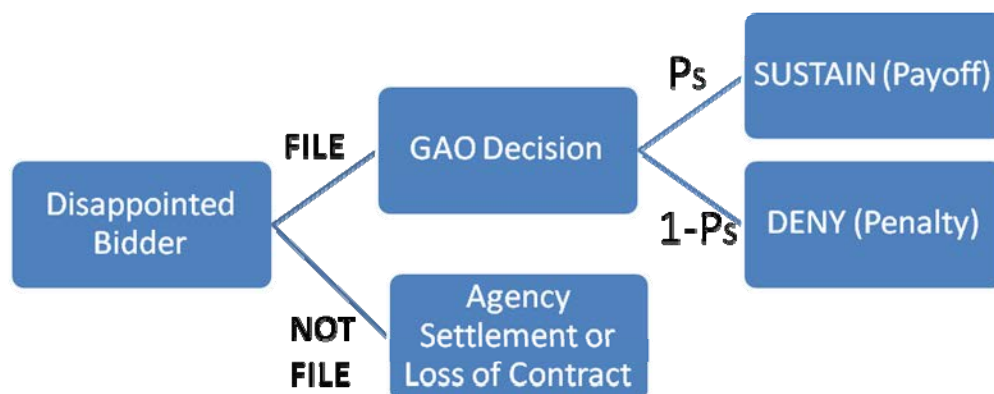 Disappointed
Bidder
FILE
NOT
FILE
GAO Decision
Agency
Settlement or
Loss of Contract
Ps
1-Ps
SUSTAIN (Payoff)
DENY (Penalty)